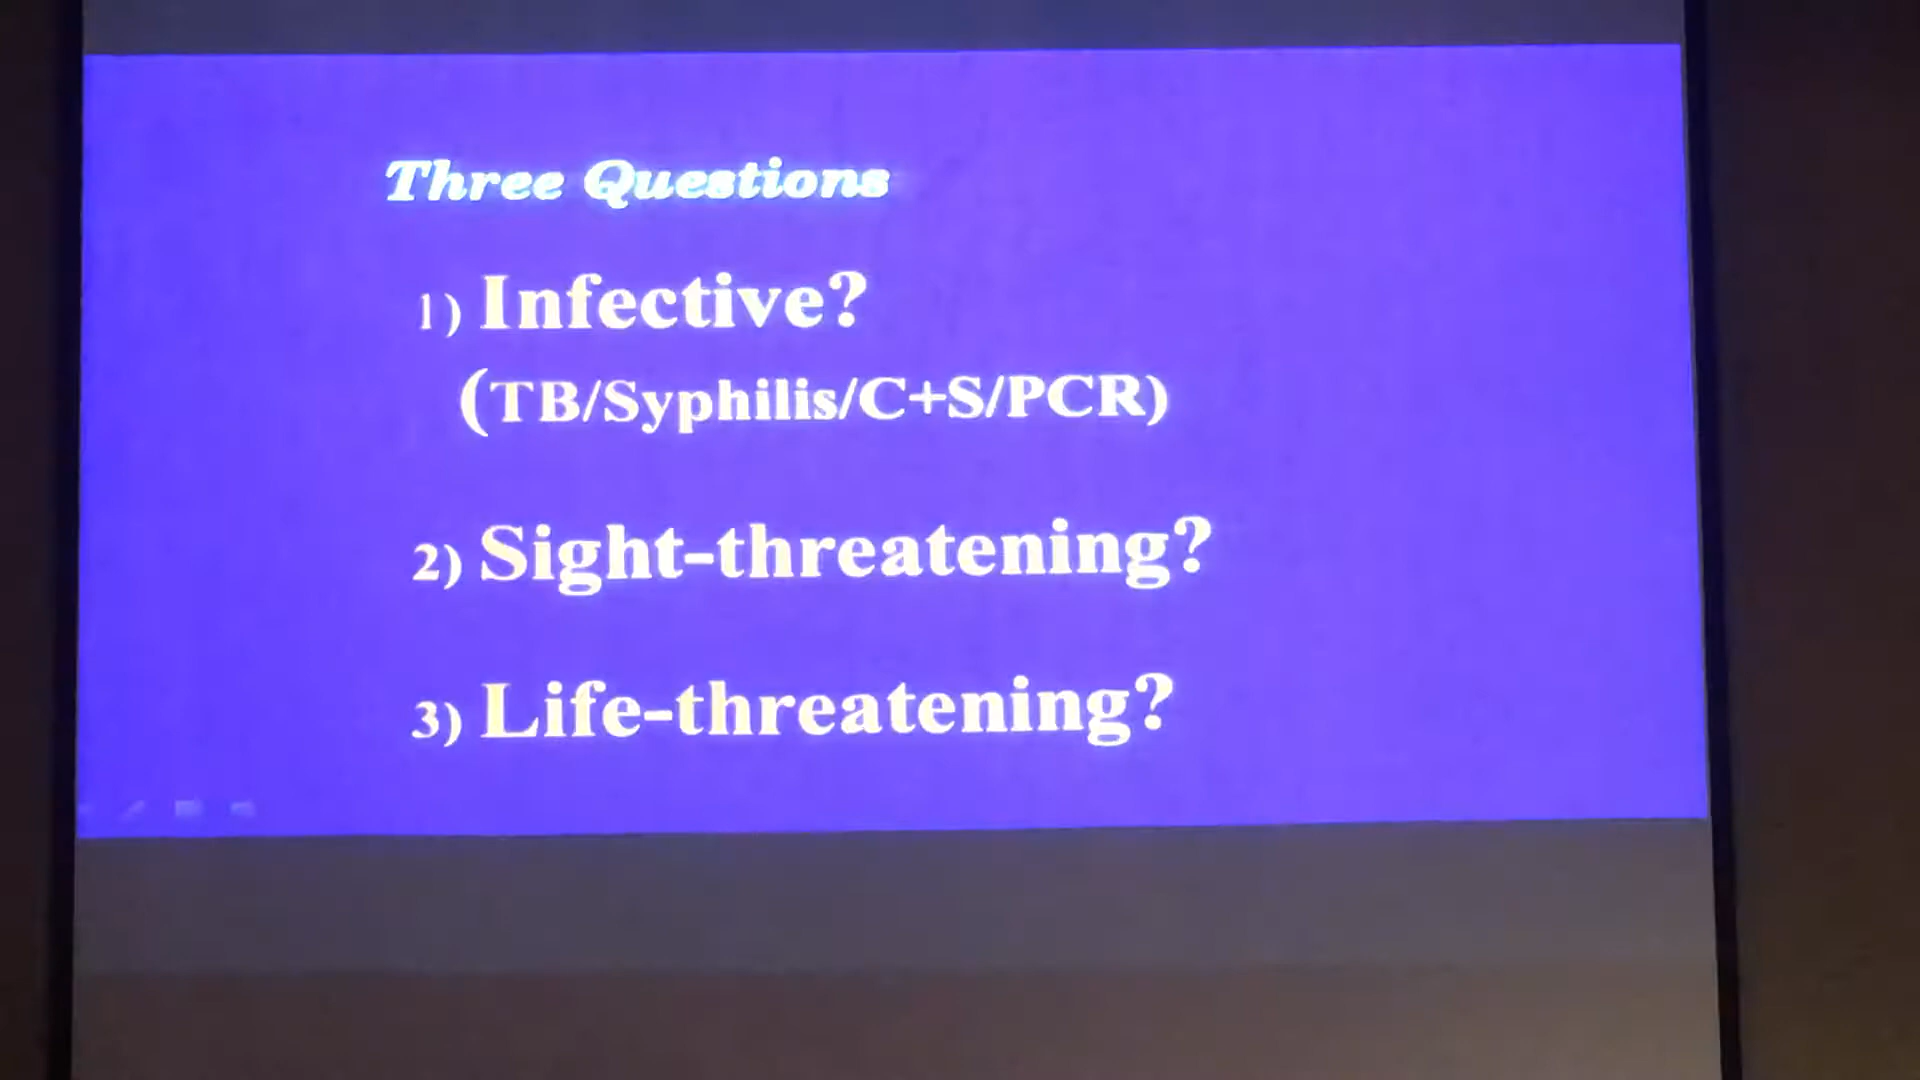 Three Questions
1) Infective?
(TB/Syphilis/C+S/PCR)
2) Sight-threatening?
3) Life-threatening?